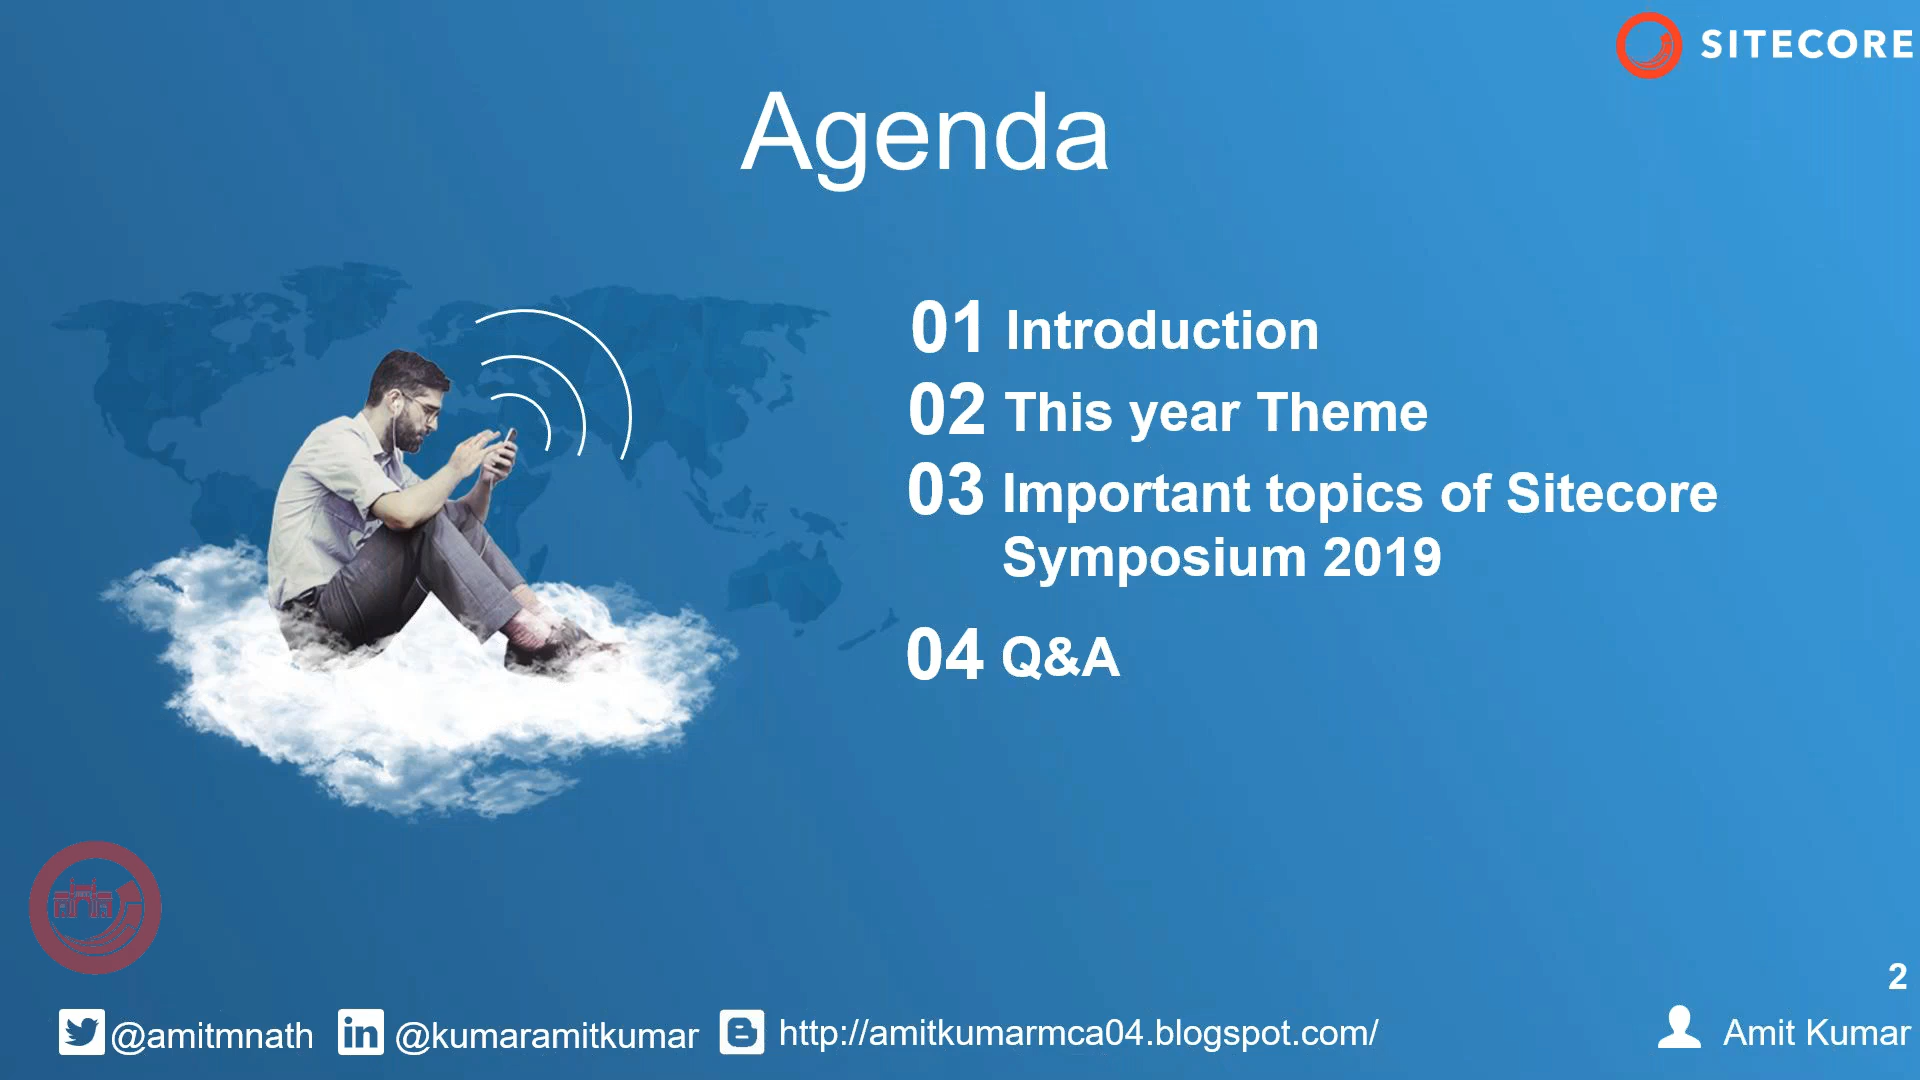 SITECORE
Agenda
01 Introduction
02 This year Theme
03 Important topics of Sitecore
Symposium 2019
04 Q&A
2
@amitmnath in @kumaramitkumar http://amitkumarmca04.blogspot.com/ Amit Kumar